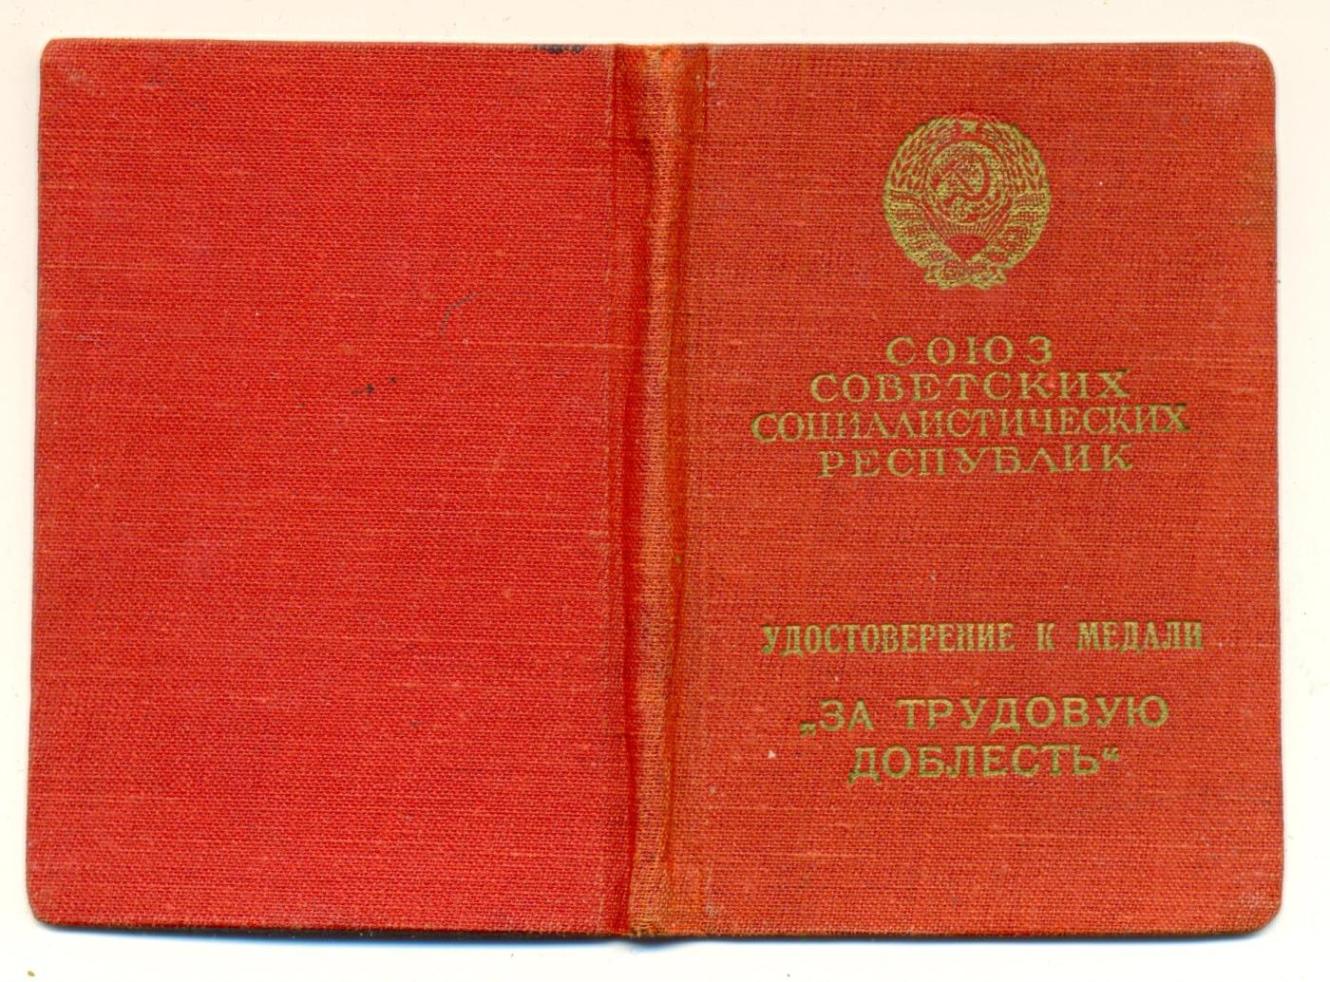 СОЮЗ
СОВЕТСКИХ
СОЦИАЛИСТИЧЕСКИХ
РЕСПУБЛИК
УДОСТОВЕРЕНИЕ К МЕДАЛИ
„ЗА ТРУДОВУЮ
ДОБЛЕСТЬ“